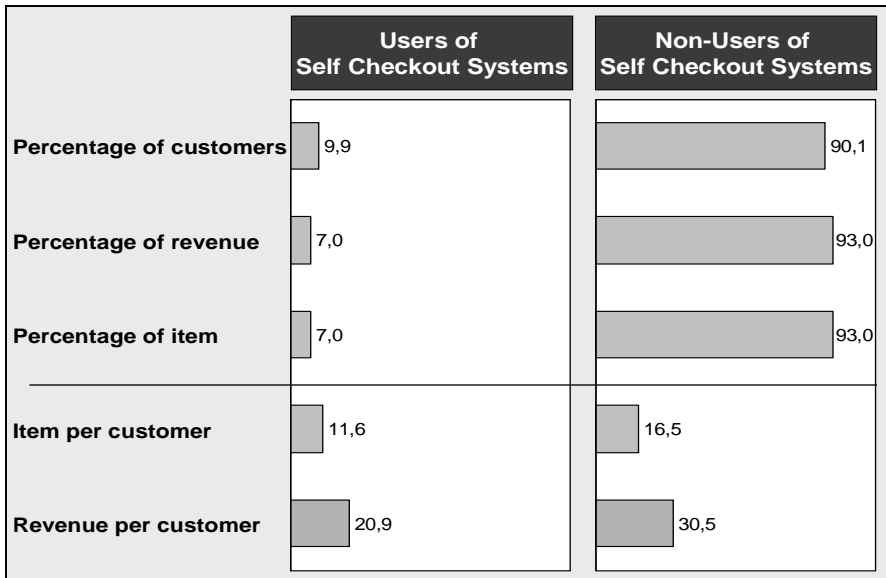 Users of
Self Checkout Systems
Non-Users of
Self Checkout Systems
Percentage of customers
9,9
90,1
Percentage of revenue
7,0
93,0
Percentage of item
7,0
93,0
Item per customer
11,6
16,5
Revenue per customer
20,9
30,5